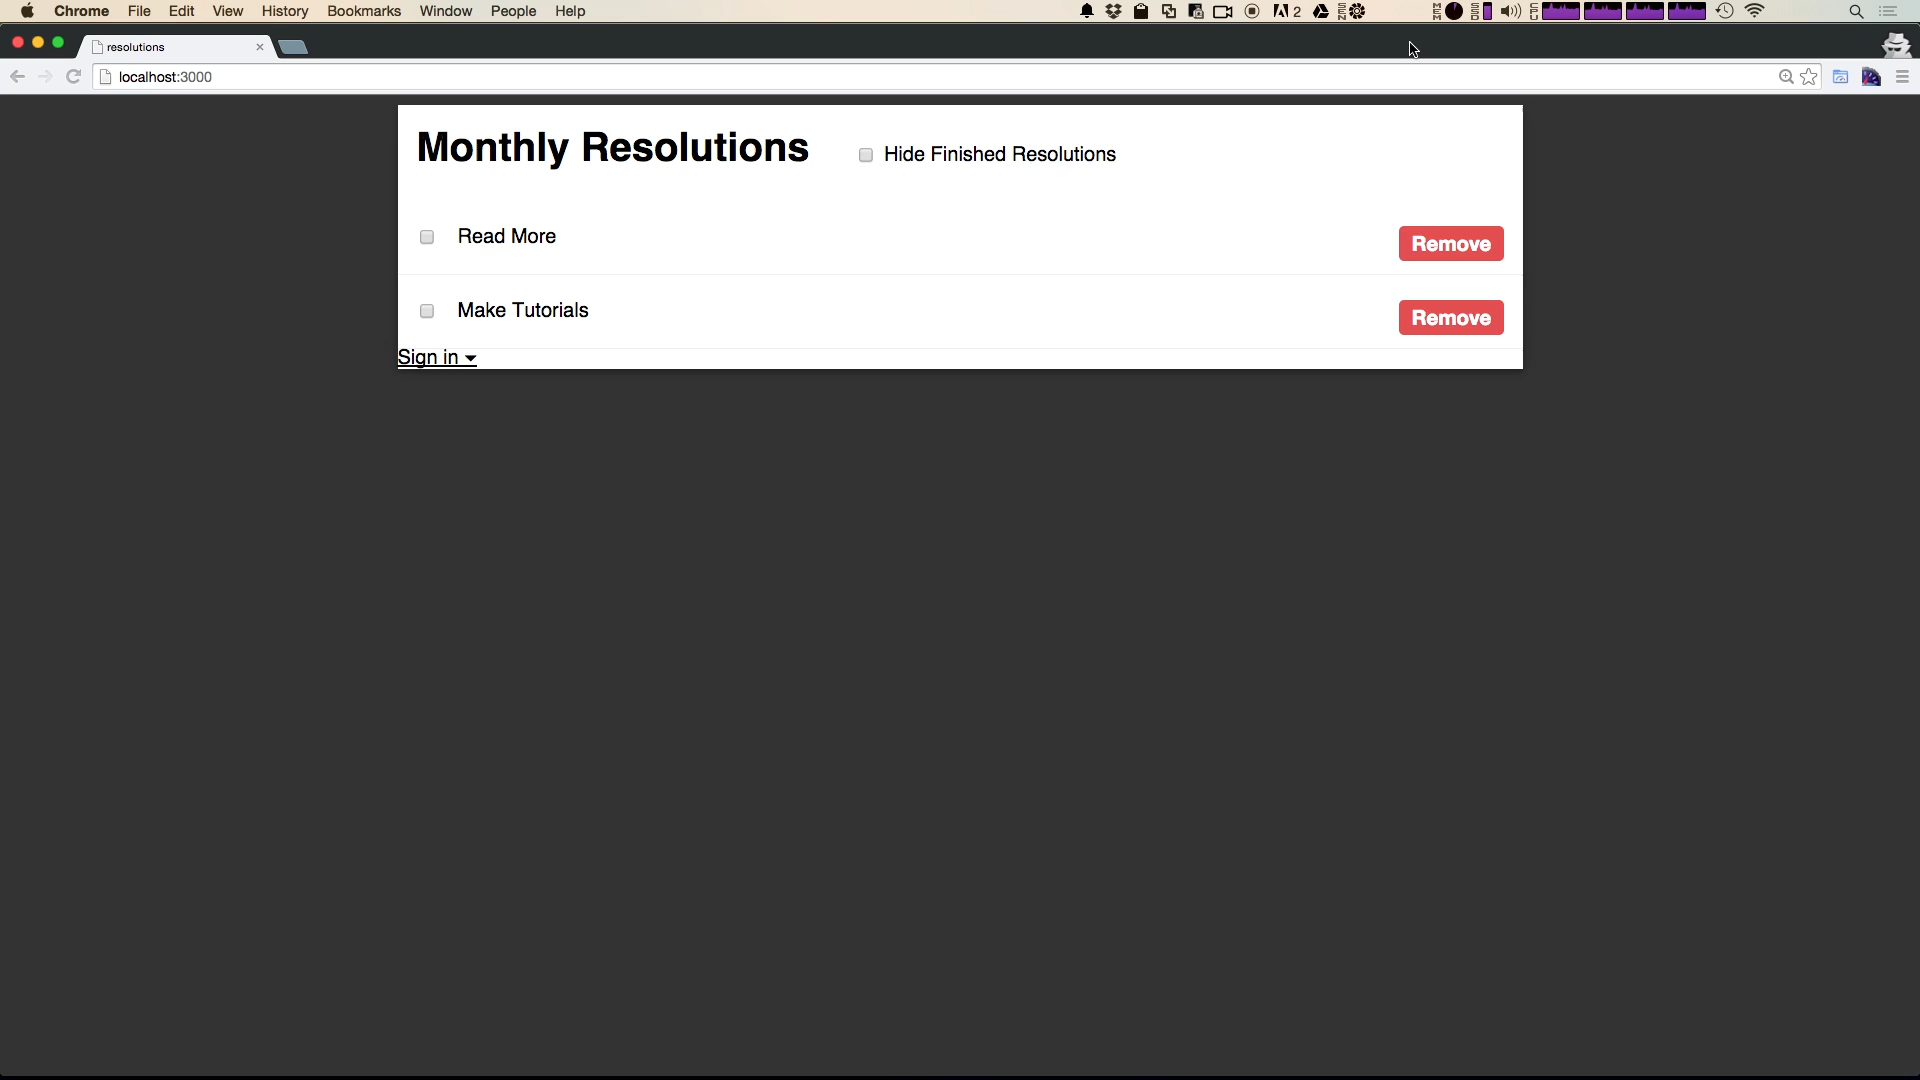 Chrome File Edit View History Bookmarks Window People Help 2
resolutions
localhost:3000
Monthly Resolutions
Hide Finished Resolutions
Read More
Remove
Make Tutorials
Remove
Sign in